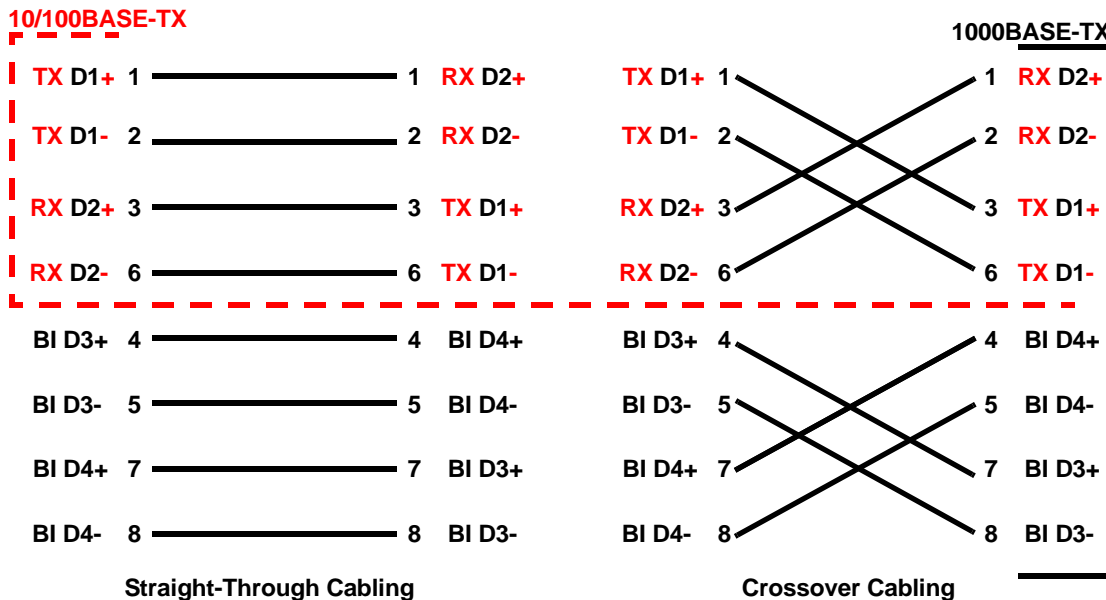 10/100BASE-TX
1000BASE-TX
TX D1+ 1 1 RX D2+ TX D1+ 1 1 RX D2+
TX D1- 2 2 RX D2- TX D1- 2 2 RX D2-
RX D2+ 3 3 TX D1+ RX D2+ 3 3 TX D1+
RX D2- 6 6 TX D1- RX D2- 6 6 TX D1-
BI D3+ 4 4 BI D4+ BI D3+ 4 4 BI D4+
BI D3- 5 5 BI D4- BI D3- 5 5 BI D4-
BI D4+ 7 7 BI D3+ BI D4+ 7 7 BI D3+
BI D4- 8 8 BI D3- BI D4- 8 8 BI D3-
Straight-Through Cabling Crossover Cabling